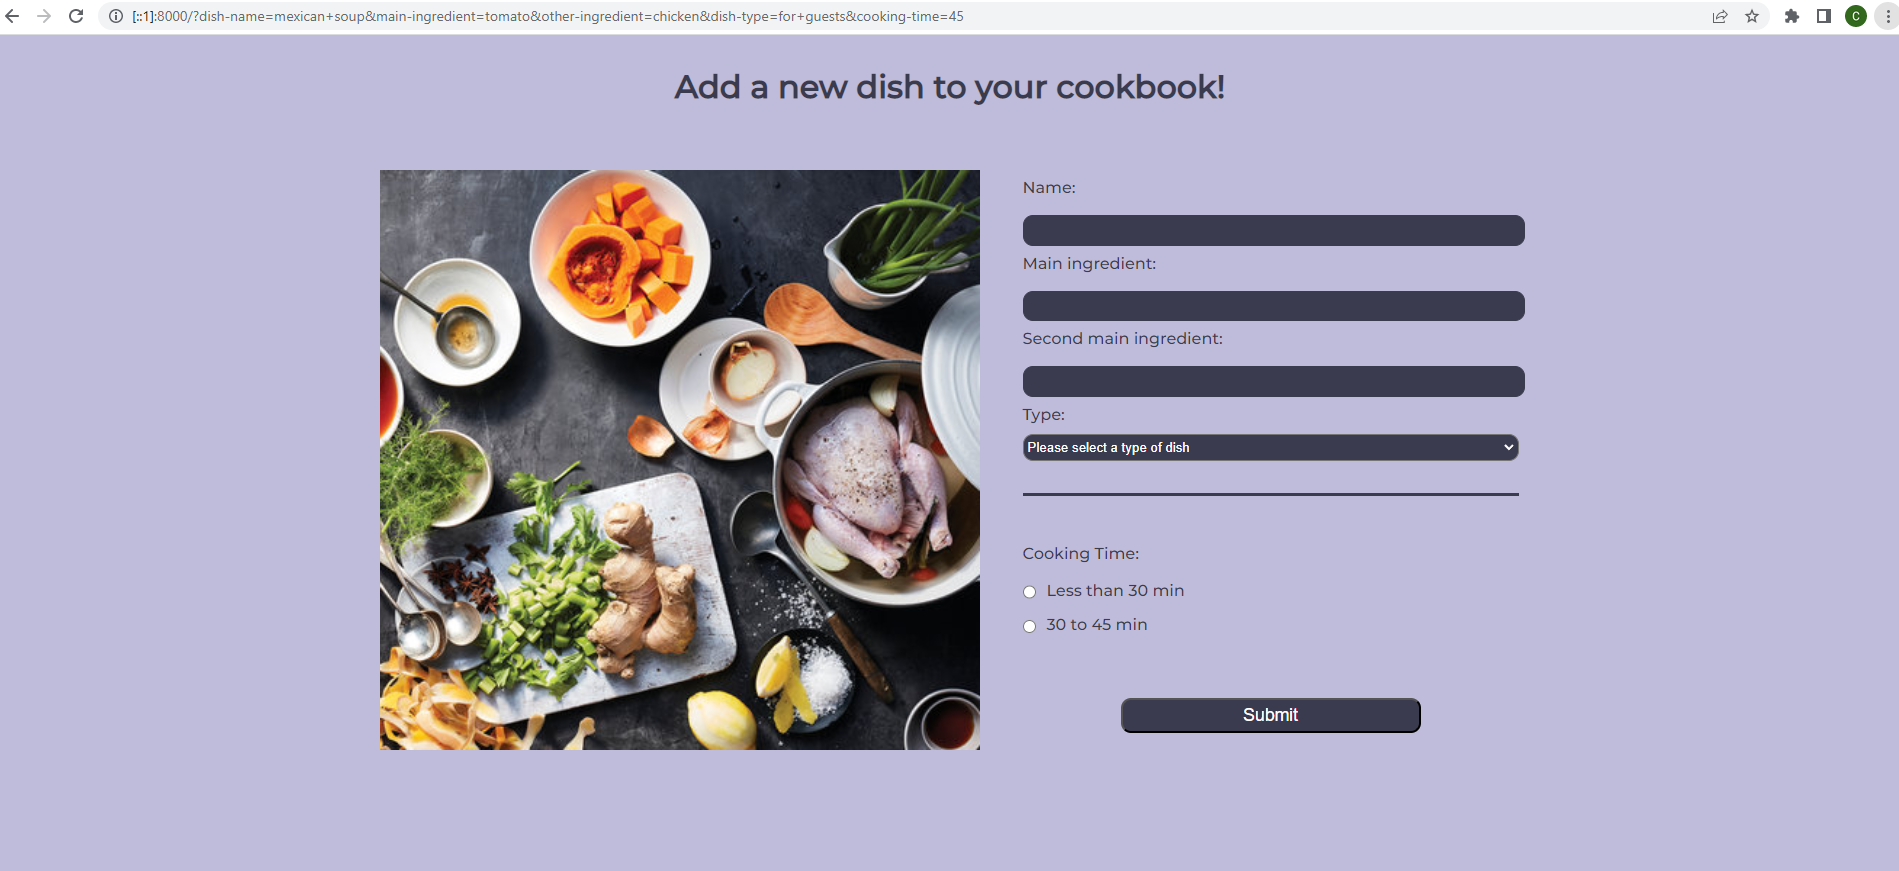 [::1]:8000/?dish-name=mexican+soup&main-ingredient=tomato&other-ingredient=chicken&dish-type=for+guests&cooking-time=45
C
Add a new dish to your cookbook!
Name:
Main ingredient:
Second main ingredient:
Type:
Please select a type of dish
Cooking Time:
Less than 30 min
30 to 45 min
Submit